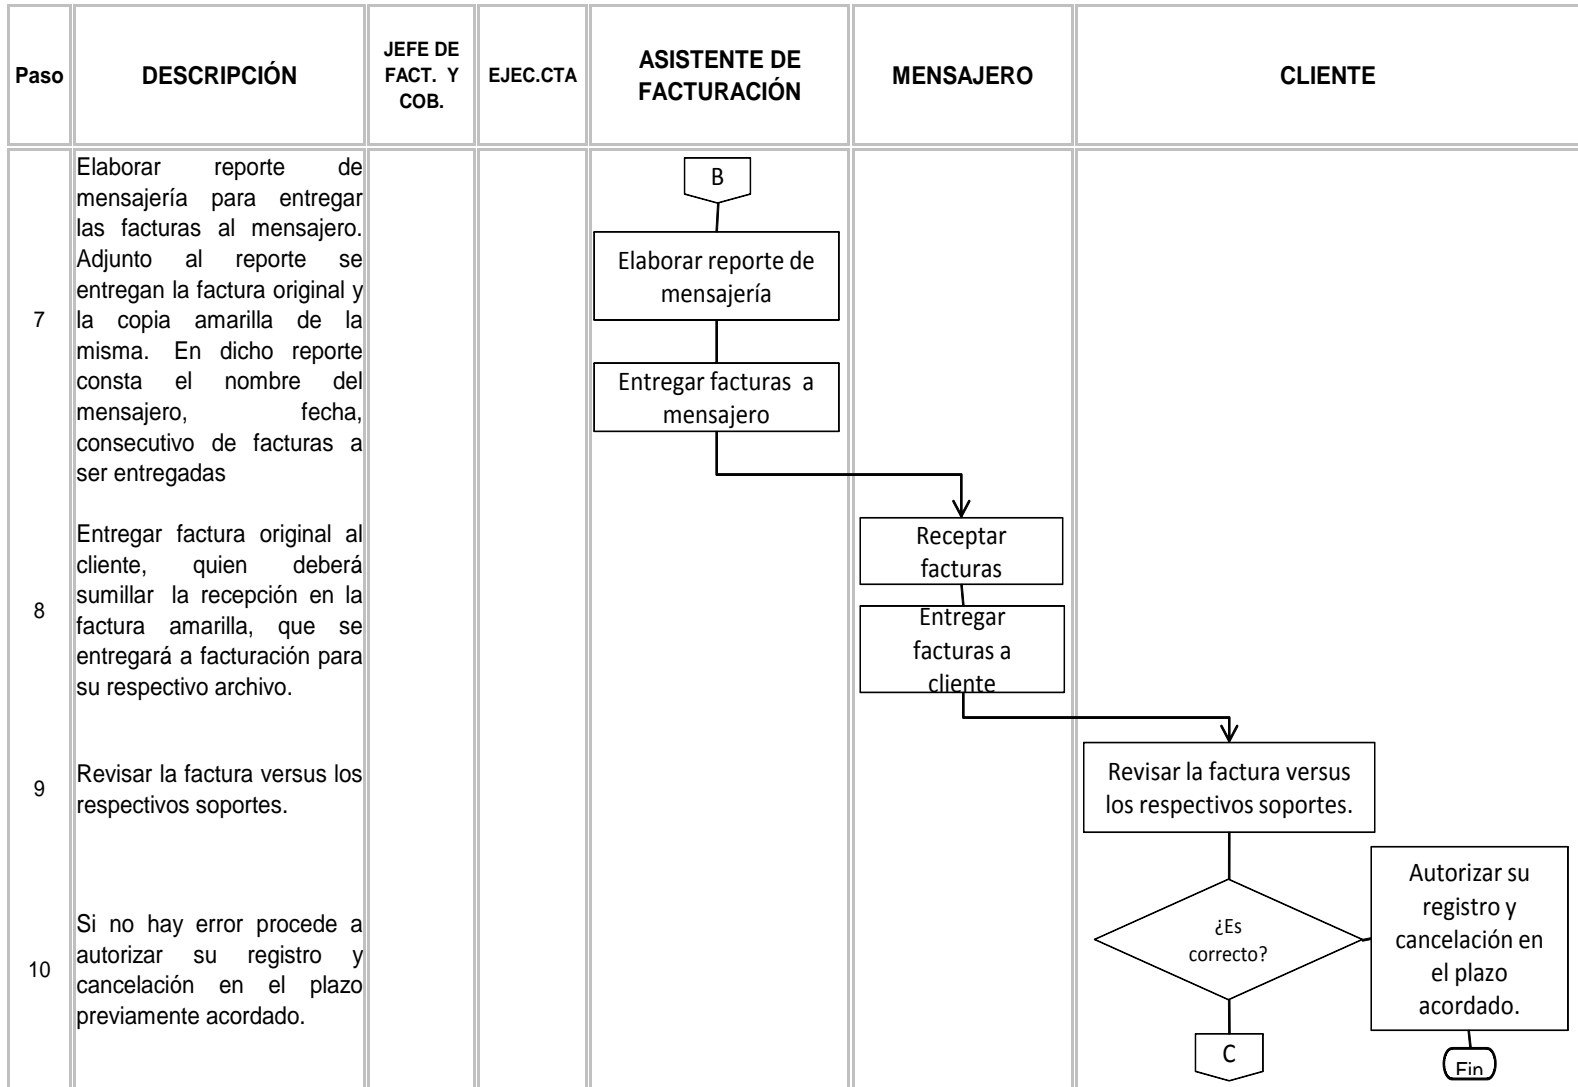 Paso
DESCRIPCIÓN
JEFE DE
FACT. Y
COB.
EJEC.CTA
ASISTENTE DE
FACTURACIÓN
MENSAJERO
CLIENTE
7
Elaborar reporte de
mensajería para entregar
las facturas al mensajero.
Adjunto al reporte se
entregan la factura original y
la copia amarilla de la
misma. En dicho reporte
consta el nombre del
mensajero, fecha,
consecutivo de facturas a
ser entregadas
B
Elaborar reporte de
mensajería
Entregar facturas a
mensajero
8
Entregar factura original al
cliente, quien deberá
sumillar la recepción en la
factura amarilla, que se
entregará a facturación para
su respectivo archivo.
Receptar
facturas
Entregar
facturas a
cliente
9
Revisar la factura versus los
respectivos soportes.
Revisar la factura versus
los respectivos soportes.
10
Si no hay error procede a
autorizar su registro y
cancelación en el plazo
previamente acordado.
¿Es
correcto?
Autorizar su
registro y
cancelación en
el plazo
acordado.
C
Fin